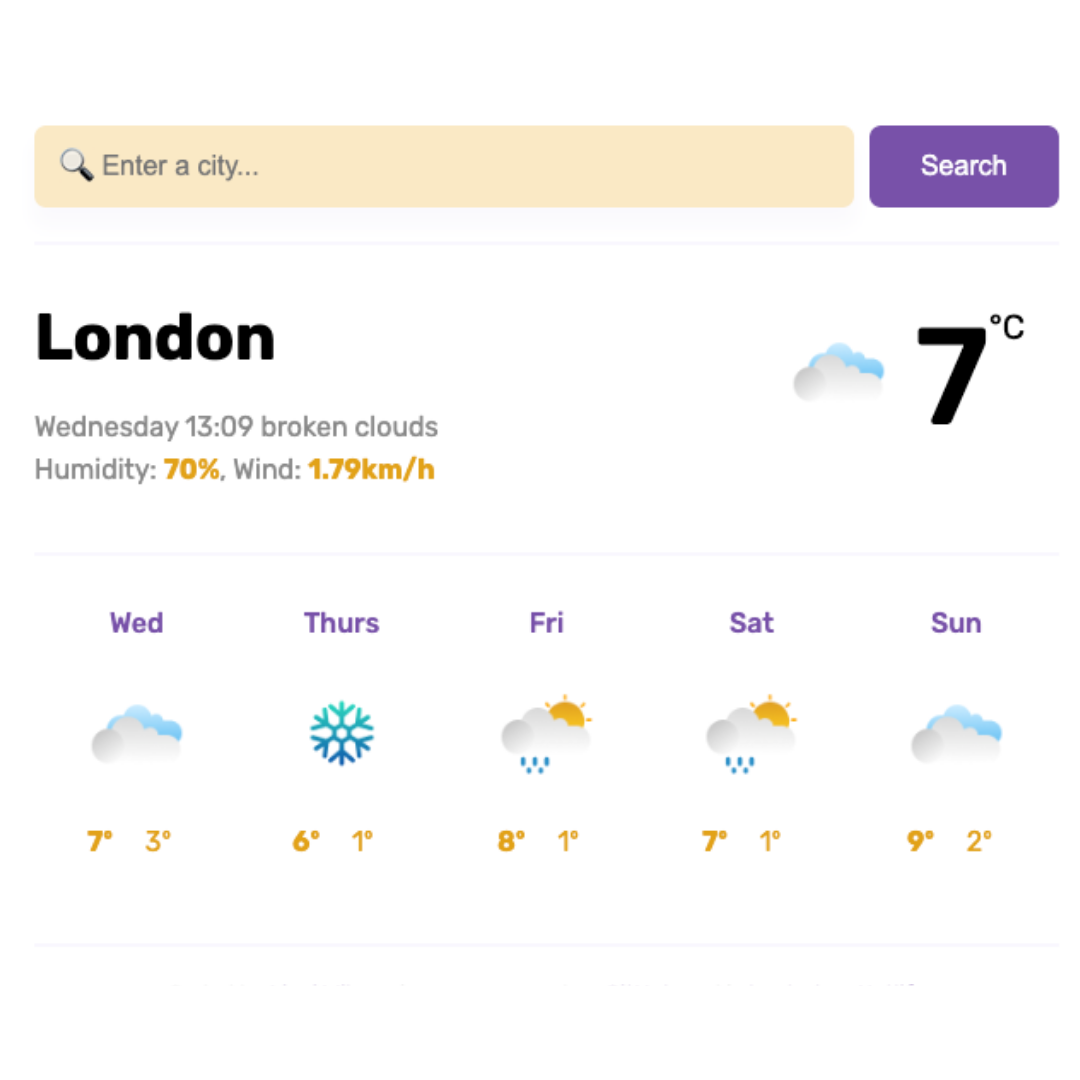 🔍 Enter a city...
Search
London
7°C
Wednesday 13:09 broken clouds
Humidity: 70%, Wind: 1.79km/h
Wed Thurs Fri Sat Sun
7° 3° 6° 1° 8° 1° 7° 1° 9° 2°